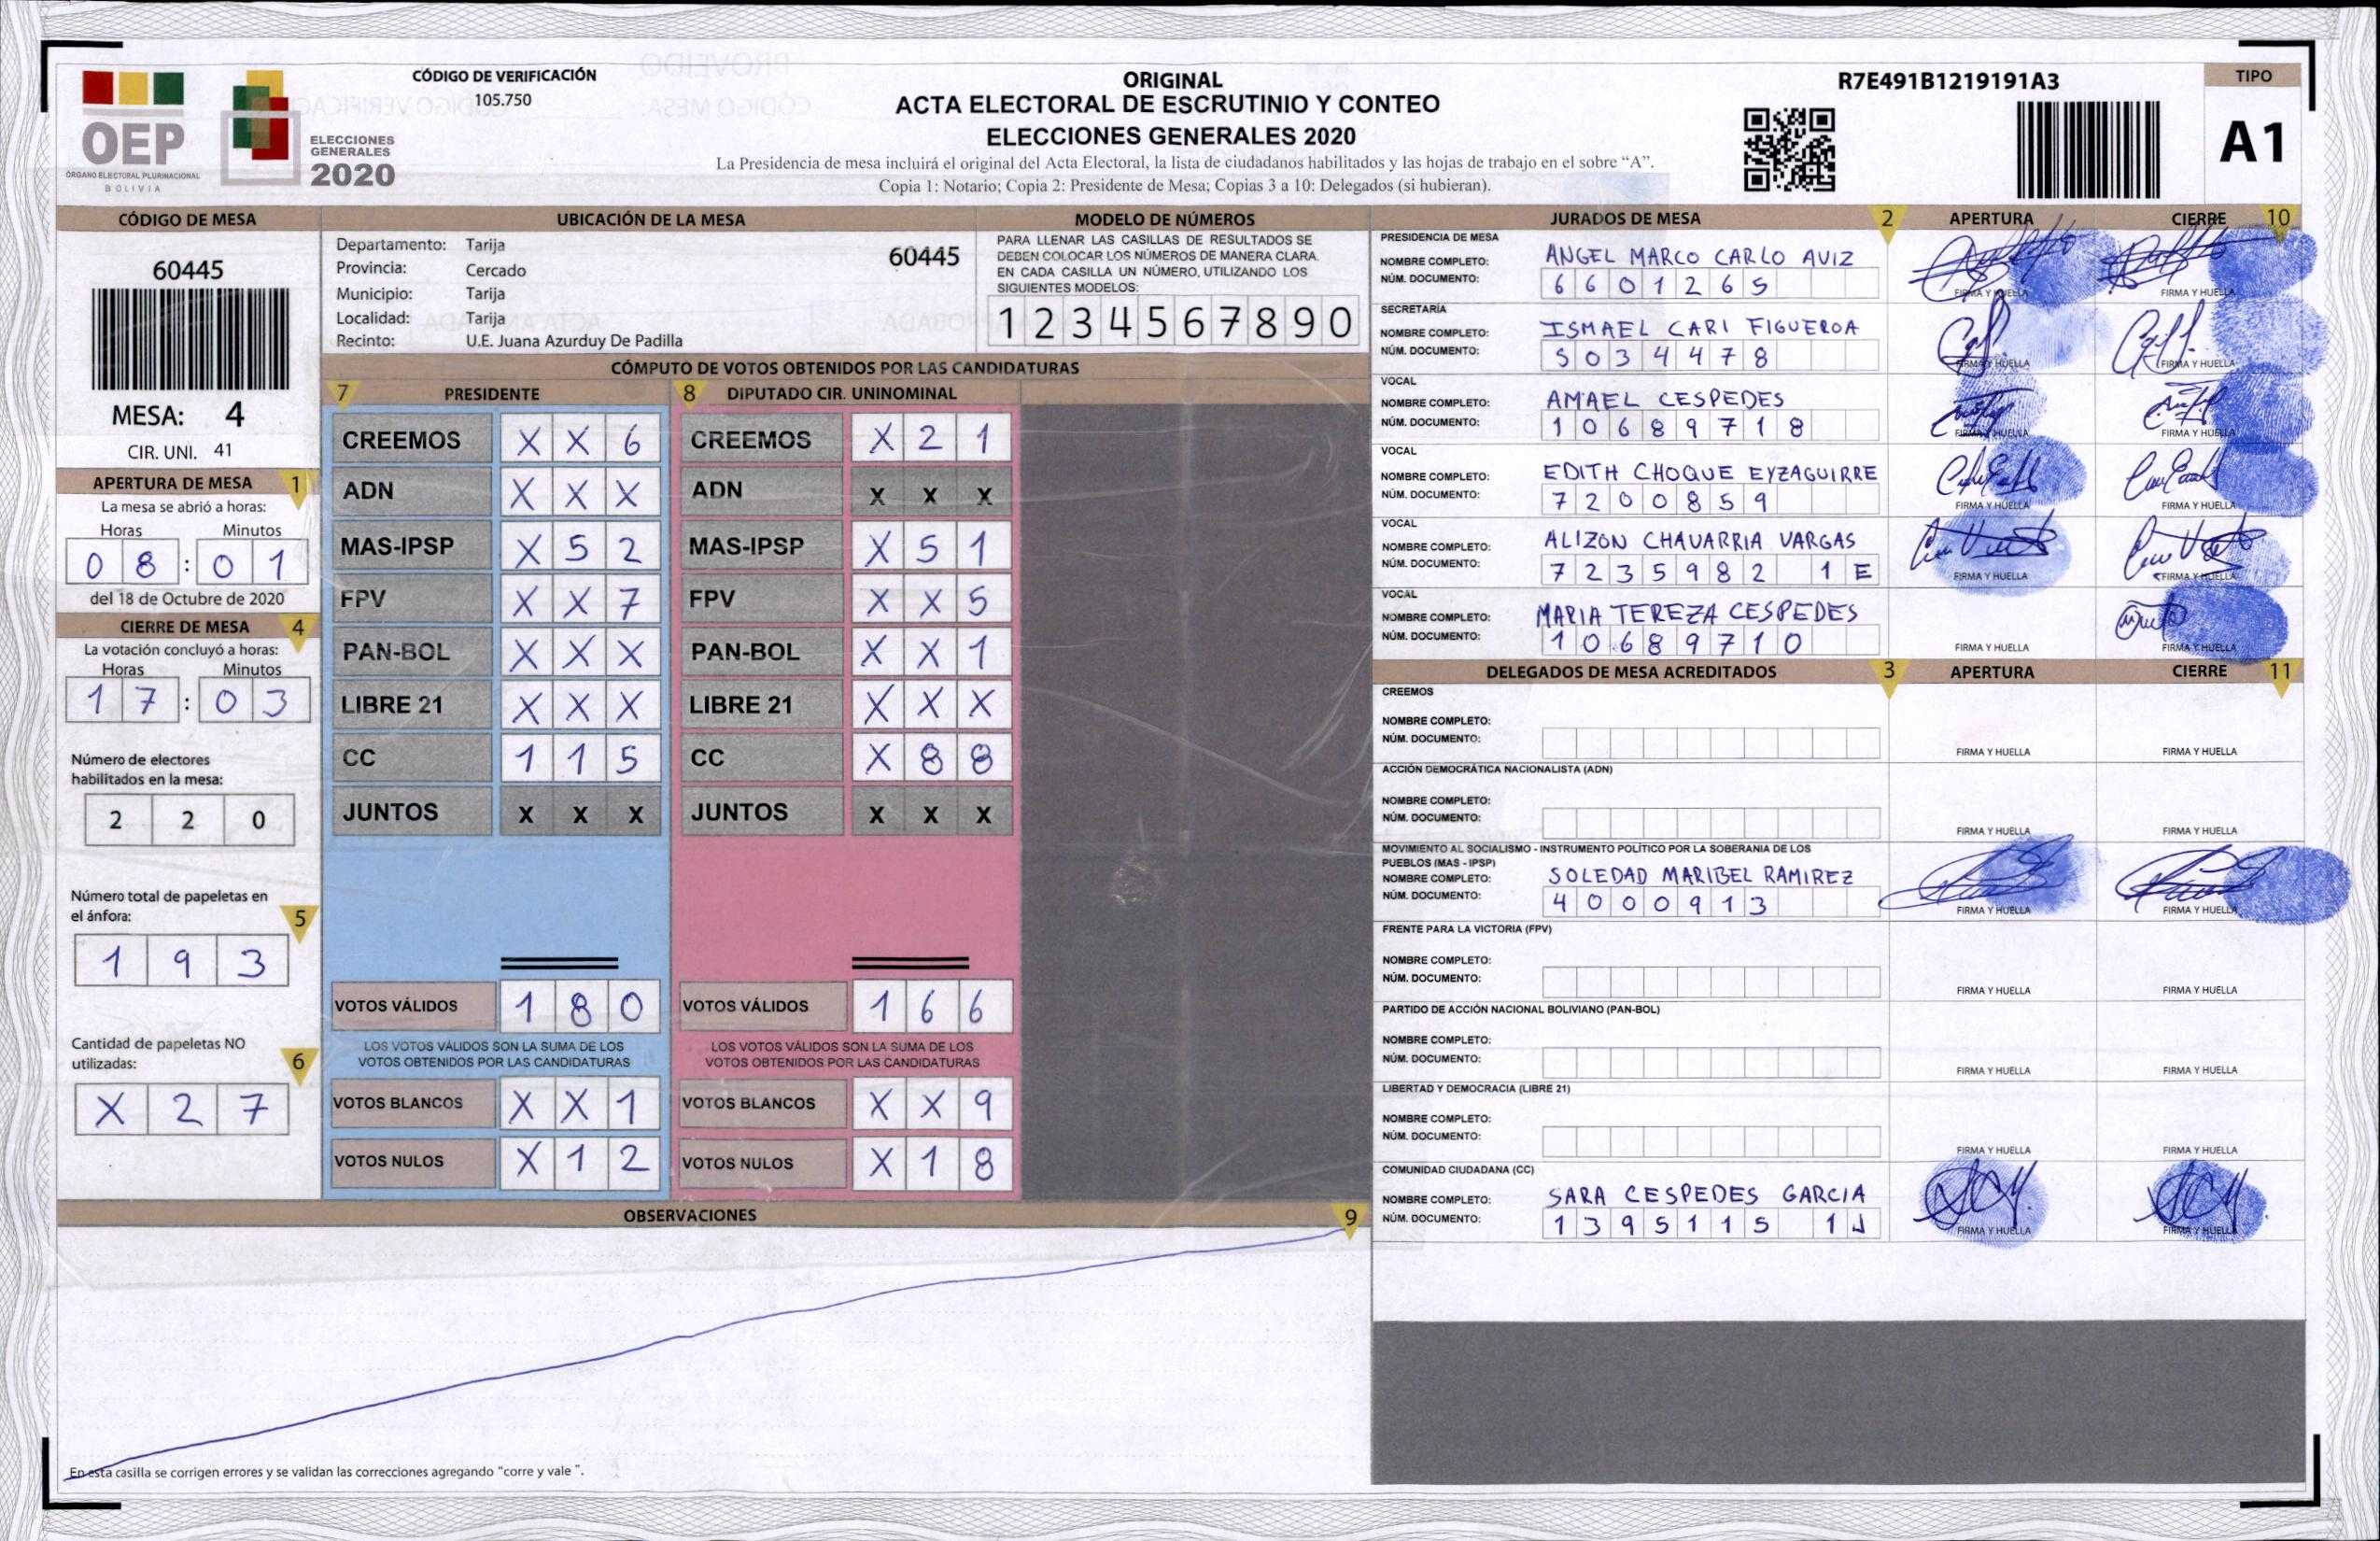 CÓDIGO DE VERIFICACIÓN
105.750
OEP
ÓRGANO ELECTORAL PLURINACIONAL
BOLIVIA
ELECCIONES
GENERALES
2020
ORIGINAL
ACTA ELECTORAL DE ESCRUTINIO Y CONTEO
ELECCIONES GENERALES 2020
La Presidencia de mesa incluirá el original del Acta Electoral, la lista de ciudadanos habilitados y las hojas de trabajo en el sobre “A”.
Copia 1: Notario; Copia 2: Presidente de Mesa; Copias 3 a 10: Delegados (si hubieran).
R7E491B1219191A3
TIPO
A1
CÓDIGO DE MESA
60445
MESA: 4
CIR. UNI. 41
APERTURA DE MESA 1
La mesa se abrió a horas:
Horas Minutos
08:01
del 18 de Octubre de 2020
CIERRE DE MESA 4
La votación concluyó a horas:
Horas Minutos
17:03
Número de electores
habilitados en la mesa:
2 2 0
Número total de papeletas en
el ánfora: 5
1 9 3
Cantidad de papeletas NO
utilizadas: 6
X 2 7
UBICACIÓN DE LA MESA
Departamento: Tarija
60445
Provincia: Cercado
Municipio: Tarija
Localidad: Tarija
Recinto: U.E. Juana Azurduy De Padilla
MODELO DE NÚMEROS
PARA LLENAR LAS CASILLAS DE RESULTADOS SE
DEBEN COLOCAR LOS NÚMEROS DE MANERA CLARA.
EN CADA CASILLA UN NÚMERO, UTILIZANDO LOS
SIGUIENTES MODELOS:
1 2 3 4 5 6 7 8 9 0
CÓMPUTO DE VOTOS OBTENIDOS POR LAS CANDIDATURAS
7 PRESIDENTE 8 DIPUTADO CIR. UNINOMINAL
CREEMOS X X 6 CREEMOS X 2 1
ADN X X X ADN X X X
MAS-IPSP X 5 2 MAS-IPSP X 5 1
FPV X X 7 FPV X X 5
PAN-BOL X X X PAN-BOL X X 1
LIBRE 21 X X X LIBRE 21 X X X
CC 1 1 5 CC X 8 8
JUNTOS X X X JUNTOS X X X
VOTOS VÁLIDOS 1 8 0 VOTOS VÁLIDOS 1 6 6
LOS VOTOS VÁLIDOS SON LA SUMA DE LOS LOS VOTOS VÁLIDOS SON LA SUMA DE LOS
VOTOS OBTENIDOS POR LAS CANDIDATURAS VOTOS OBTENIDOS POR LAS CANDIDATURAS
VOTOS BLANCOS X X 1 VOTOS BLANCOS X X 9
VOTOS NULOS X 1 2 VOTOS NULOS X 1 8
OBSERVACIONES 9
En esta casilla se corrigen errores y se validan las correcciones agregando “corre y vale ”.
JURADOS DE MESA 2 APERTURA CIERRE 10
PRESIDENCIA DE MESA
NOMBRE COMPLETO: ANGEL MARCO CARLO AVIZ
NÚM. DOCUMENTO: 6601265
FIRMA Y HUELLA FIRMA Y HUELLA
SECRETARÍA
NOMBRE COMPLETO: ISMAEL CARI FIGUEROA
NÚM. DOCUMENTO: 5034478
FIRMA Y HUELLA FIRMA Y HUELLA
VOCAL
NOMBRE COMPLETO: AMAEL CESPEDES
NÚM. DOCUMENTO: 10689718
FIRMA Y HUELLA FIRMA Y HUELLA
VOCAL
NOMBRE COMPLETO: EDITH CHOQUE EYZAGUIRRE
NÚM. DOCUMENTO: 7200859
FIRMA Y HUELLA FIRMA Y HUELLA
VOCAL
NOMBRE COMPLETO: ALIZON CHAVARRIA VARGAS
NÚM. DOCUMENTO: 7235982 1E
FIRMA Y HUELLA FIRMA Y HUELLA
VOCAL
NOMBRE COMPLETO: MARIA TEREZA CESPEDES
NÚM. DOCUMENTO: 10689710
FIRMA Y HUELLA FIRMA Y HUELLA
DELEGADOS DE MESA ACREDITADOS 3 APERTURA CIERRE 11
CREEMOS
NOMBRE COMPLETO:
NÚM. DOCUMENTO:
FIRMA Y HUELLA FIRMA Y HUELLA
ACCIÓN DEMOCRÁTICA NACIONALISTA (ADN)
NOMBRE COMPLETO:
NÚM. DOCUMENTO:
FIRMA Y HUELLA FIRMA Y HUELLA
MOVIMIENTO AL SOCIALISMO - INSTRUMENTO POLÍTICO POR LA SOBERANIA DE LOS
PUEBLOS (MAS - IPSP)
NOMBRE COMPLETO: SOLEDAD MARIBEL RAMIREZ
NÚM. DOCUMENTO: 4000913
FIRMA Y HUELLA FIRMA Y HUELLA
FRENTE PARA LA VICTORIA (FPV)
NOMBRE COMPLETO:
NÚM. DOCUMENTO:
FIRMA Y HUELLA FIRMA Y HUELLA
PARTIDO DE ACCIÓN NACIONAL BOLIVIANO (PAN-BOL)
NOMBRE COMPLETO:
NÚM. DOCUMENTO:
FIRMA Y HUELLA FIRMA Y HUELLA
LIBERTAD Y DEMOCRACIA (LIBRE 21)
NOMBRE COMPLETO:
NÚM. DOCUMENTO:
FIRMA Y HUELLA FIRMA Y HUELLA
COMUNIDAD CIUDADANA (CC)
NOMBRE COMPLETO: SARA CESPEDES GARCIA
NÚM. DOCUMENTO: 1395115 1J
FIRMA Y HUELLA FIRMA Y HUELLA